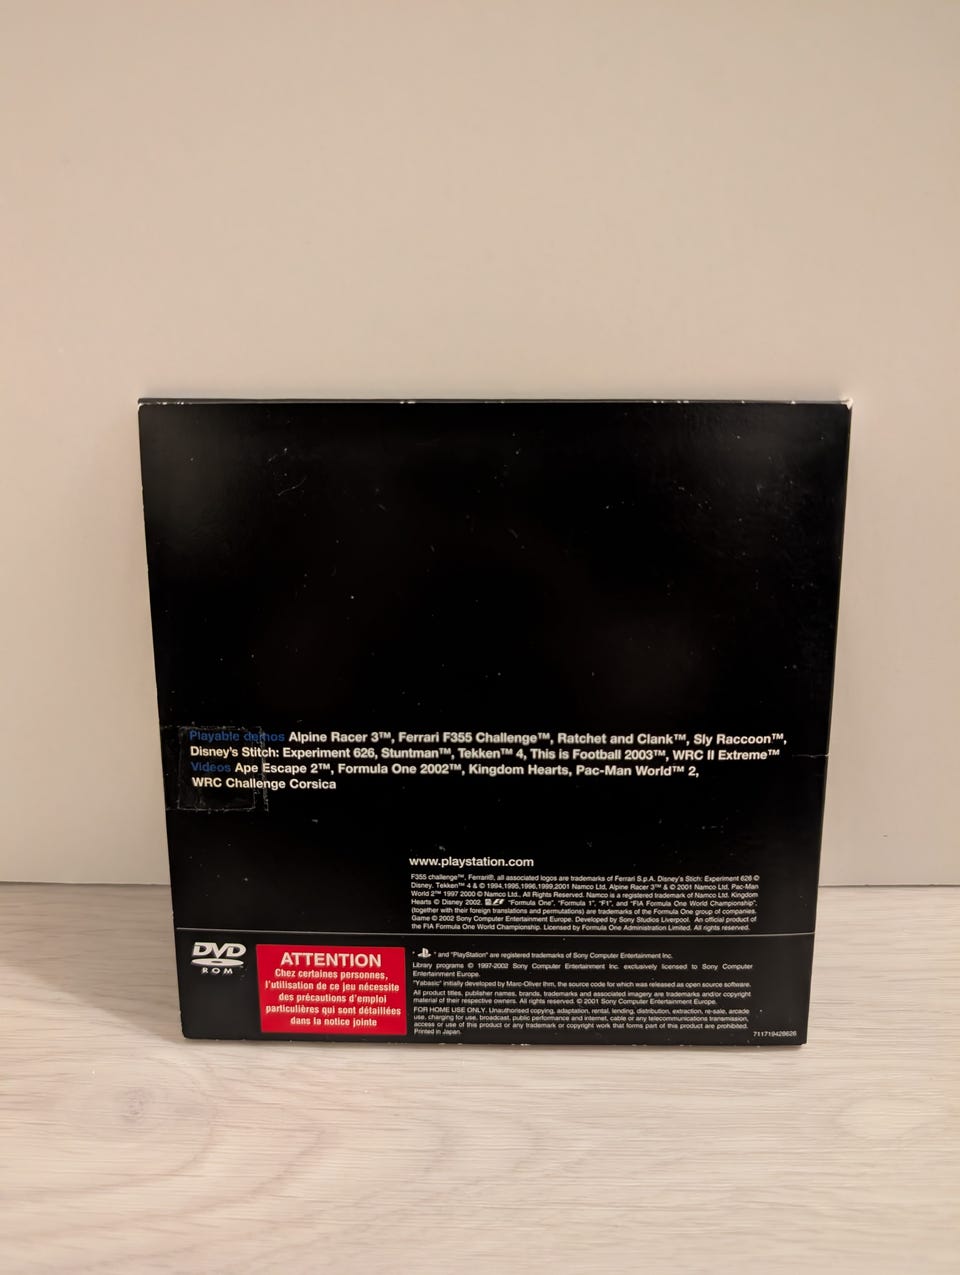 Playable demos Alpine Racer 3™, Ferrari F355 Challenge™, Ratchet and Clank™, Sly Raccoon™,
Disney's Stitch: Experiment 626, Stuntman™, Tekken™ 4, This is Football 2003™, WRC II Extreme™
Videos Ape Escape 2™, Formula One 2002™, Kingdom Hearts, Pac-Man World™ 2,
WRC Challenge Corsica
www.playstation.com
F355 challenge™, Ferrari®, all associated logos are trademarks of Ferrari S.p.A. Disney's Stich: Experiment 626 ©
Disney. Tekken™ 4 & © 1994,1995,1996,1999,2001 Namco Ltd, Alpine Racer 3™ & © 2001 Namco Ltd, Pac-Man
World 2™ 1997 2000 © Namco Ltd., All Rights Reserved. Namco is a registered trademark of Namco Ltd. Kingdom
Hearts © Disney 2002. F1 "Formula One", "Formula 1", "F1", and "FIA Formula One World Championship",
(together with their foreign translations and permutations) are trademarks of the Formula One group of companies.
Game © 2002 Sony Computer Entertainment Europe. Developed by Sony Studios Liverpool. An official product of
the FIA Formula One World Championship. Licensed by Formula One Administration Limited. All rights reserved.
DVD
ROM
ATTENTION
Chez certaines personnes,
l'utilisation de ce jeu nécessite
des précautions d'emploi
particulières qui sont détaillées
dans la notice jointe
" " and "PlayStation" are registered trademarks of Sony Computer Entertainment Inc.
Library programs © 1997-2002 Sony Computer Entertainment Inc. exclusively licensed to Sony Computer
Entertainment Europe.
"Yabasic" initially developed by Marc-Oliver Ihm, the source code for which was released as open source software.
All product titles, publisher names, brands, trademarks and associated imagery are trademarks and/or copyright
material of their respective owners. All rights reserved. © 2001 Sony Computer Entertainment Europe.
FOR HOME USE ONLY. Unauthorised copying, adaptation, rental, lending, distribution, extraction, re-sale, arcade
use, charging for use, broadcast, public performance and internet, cable or any telecommunications transmission,
access or use of this product or any trademark or copyright work that forms part of this product are prohibited.
Printed in Japan.
711719428626